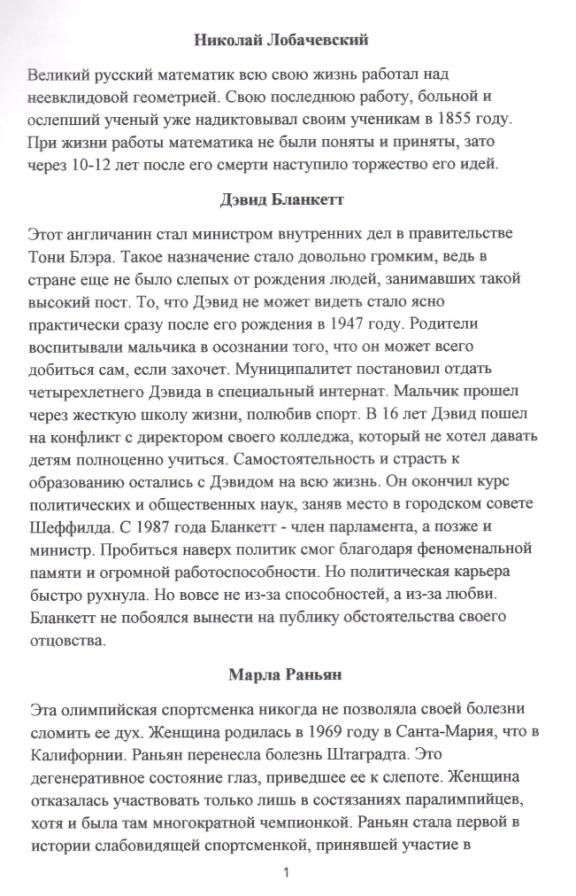 Николай Лобачевский
Великий русский математик всю свою жизнь работал над
неевклидовой геометрией. Свою последнюю работу, больной и
ослепший ученый уже надиктовывал своим ученикам в 1855 году.
При жизни работы математика не были поняты и приняты, зато
через 10-12 лет после его смерти наступило торжество его идей.
Дэвид Бланкетт
Этот англичанин стал министром внутренних дел в правительстве
Тони Блэра. Такое назначение стало довольно громким, ведь в
стране еще не было слепых от рождения людей, занимавших такой
высокий пост. То, что Дэвид не может видеть стало ясно
практически сразу после его рождения в 1947 году. Родители
воспитывали мальчика в осознании того, что он может всего
добиться сам, если захочет. Муниципалитет постановил отдать
четырехлетнего Дэвида в специальный интернат. Мальчик прошел
через жесткую школу жизни, полюбив спорт. В 16 лет Дэвид пошел
на конфликт с директором своего колледжа, который не хотел давать
детям полноценно учиться. Самостоятельность и страсть к
образованию остались с Дэвидом на всю жизнь. Он окончил курс
политических и общественных наук, заняв место в городском совете
Шеффилда. С 1987 года Бланкетт - член парламента, а позже и
министр. Пробиться наверх политик смог благодаря феноменальной
памяти и огромной работоспособности. Но политическая карьера
быстро рухнула. Но вовсе не из-за способностей, а из-за любви.
Бланкетт не побоялся вынести на публику обстоятельства своего
отцовства.
Марла Раньян
Эта олимпийская спортсменка никогда не позволяла своей болезни
сломить ее дух. Женщина родилась в 1969 году в Санта-Мария, что в
Калифорнии. Раньян перенесла болезнь Штаградта. Это
дегенеративное состояние глаз, приведшее ее к слепоте. Женщина
отказалась участвовать только лишь в состязаниях паралимпийцев,
хотя и была там многократной чемпионкой. Раньян стала первой в
истории слабовидящей спортсменкой, принявшей участие в
1